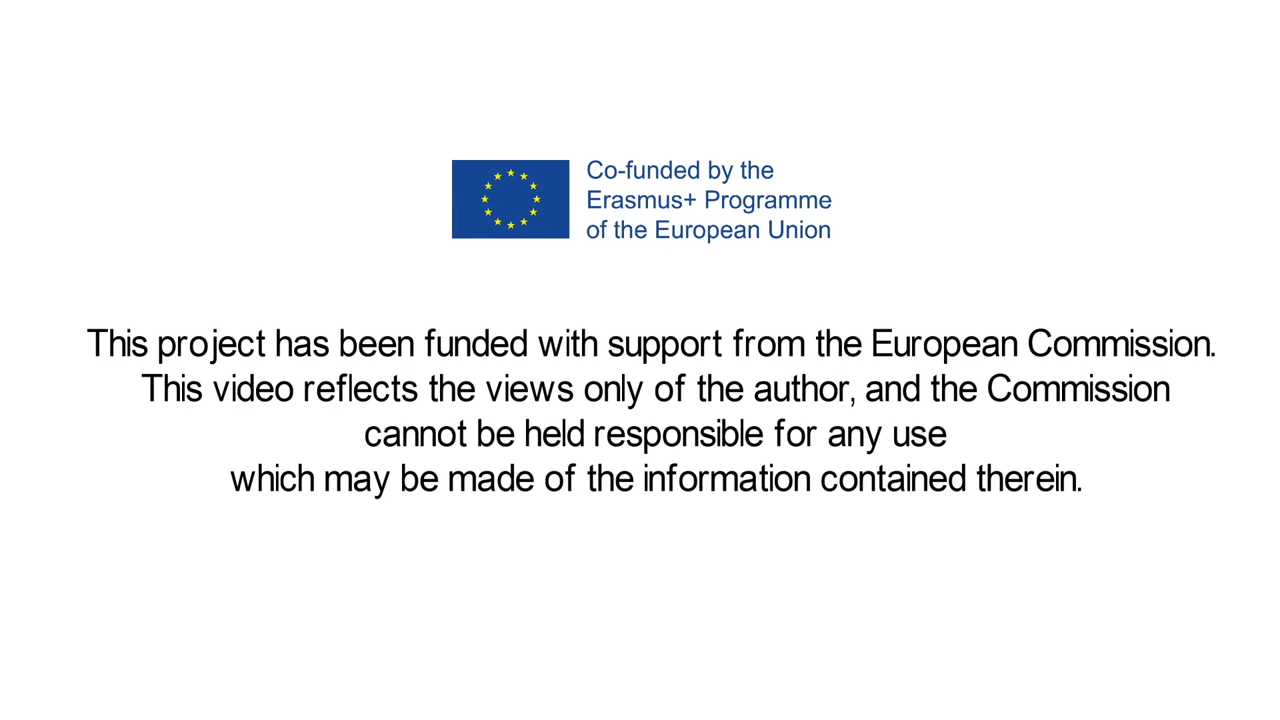 Co-funded by the
Erasmus+ Programme
of the European Union
This project has been funded with support from the European Commission.
This video reflects the views only of the author, and the Commission
cannot be held responsible for any use
which may be made of the information contained therein.